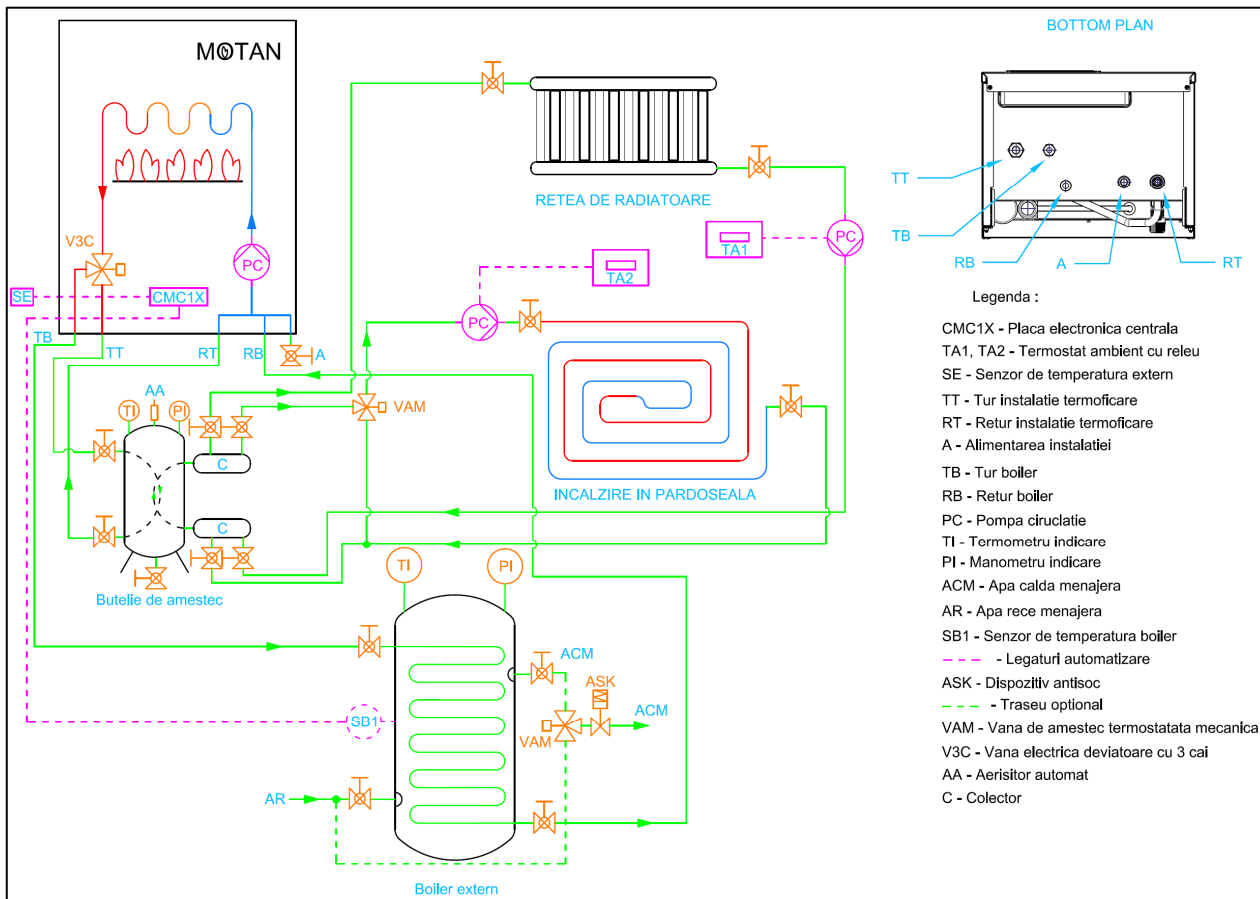 MOTAN
V3C
PC
SE
CMC1X
TB
TT
RT
RB
A
AA
TI
PI
C
C
Butelie de amestec
VAM
RETEA DE RADIATOARE
TA1
PC
TA2
PC
INCALZIRE IN PARDOSEALA
TI
PI
SB1
ACM
ASK
ACM
VAM
AR
Boiler extern
BOTTOM PLAN
TT
TB
RB
A
RT
Legenda :
CMC1X - Placa electronica centrala
TA1, TA2 - Termostat ambient cu releu
SE - Senzor de temperatura extern
TT - Tur instalatie termoficare
RT - Retur instalatie termoficare
A - Alimentarea instalatiei
TB - Tur boiler
RB - Retur boiler
PC - Pompa ciruclatie
TI - Termometru indicare
PI - Manometru indicare
ACM - Apa calda menajera
AR - Apa rece menajera
SB1 - Senzor de temperatura boiler
- Legaturi automatizare
ASK - Dispozitiv antisoc
- Traseu optional
VAM - Vana de amestec termostatata mecanica
V3C - Vana electrica deviatoare cu 3 cai
AA - Aerisitor automat
C - Colector